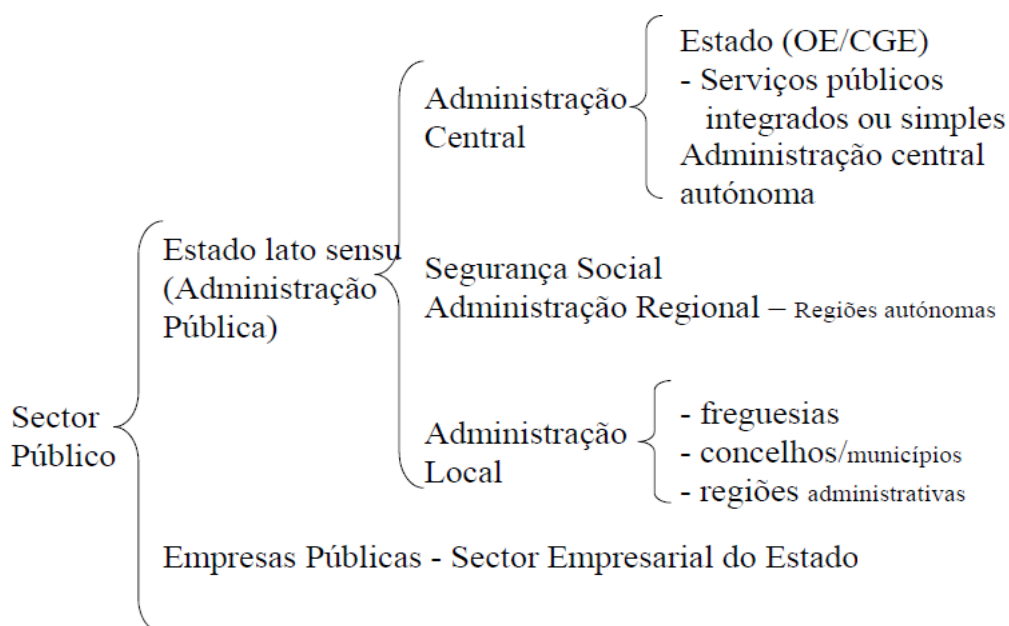 Sector
Público
Estado lato sensu
(Administração
Pública)
Administração
Central
Estado (OE/CGE)
- Serviços públicos
integrados ou simples
Administração central
autónoma
Segurança Social
Administração Regional – Regiões autónomas
Administração
Local
- freguesias
- concelhos/municípios
- regiões administrativas
Empresas Públicas - Sector Empresarial do Estado